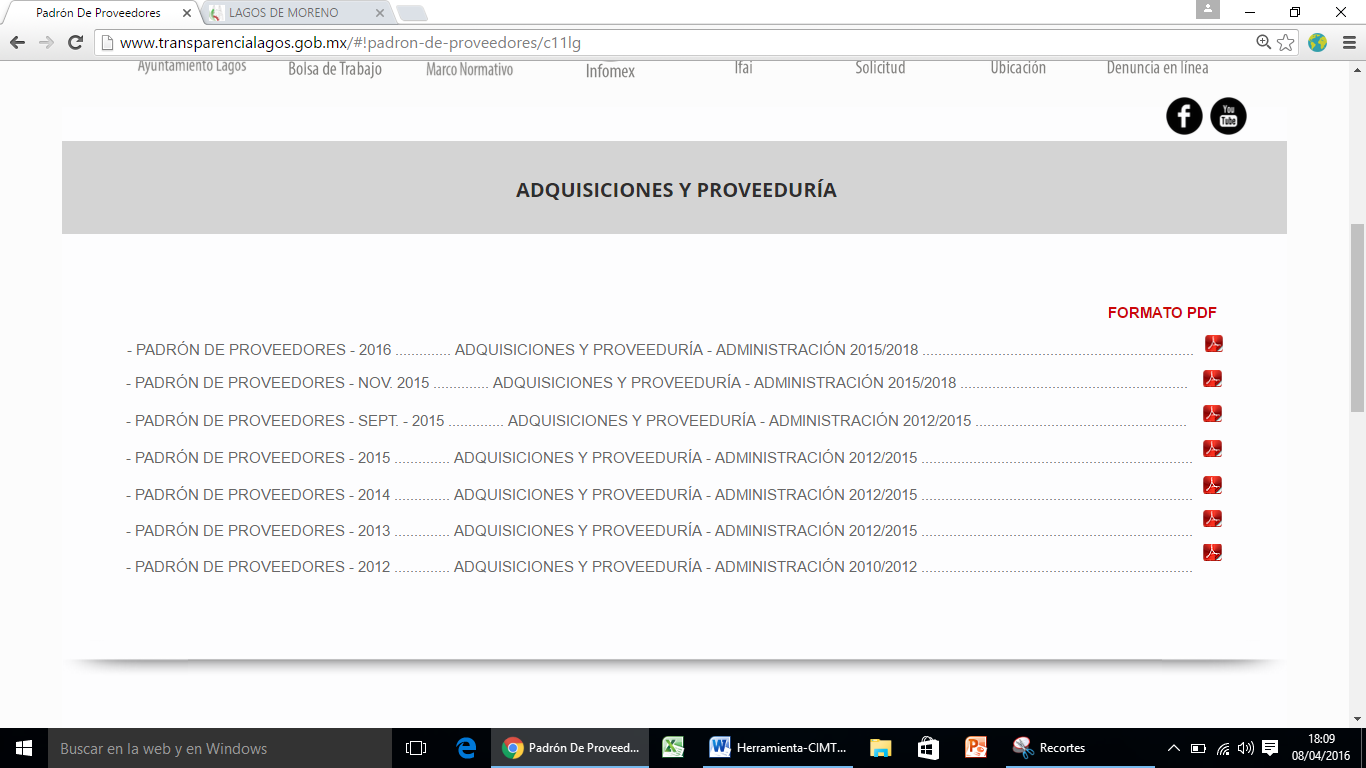 Padrón De Proveedores
LAGOS DE MORENO
www.transparencialagos.gob.mx/#!padron-de-proveedores/c11lg
Ayuntamiento Lagos Bolsa de Trabajo Marco Normativo Infomex Ifai Solicitud Ubicación Denuncia en línea
You Tube
ADQUISICIONES Y PROVEEDURÍA
FORMATO PDF
- PADRÓN DE PROVEEDORES - 2016 ............. ADQUISICIONES Y PROVEEDURÍA - ADMINISTRACIÓN 2015/2018 ................................................................
- PADRÓN DE PROVEEDORES - NOV. 2015 ............. ADQUISICIONES Y PROVEEDURÍA - ADMINISTRACIÓN 2015/2018 .....................................................
- PADRÓN DE PROVEEDORES - SEPT. - 2015 ............. ADQUISICIONES Y PROVEEDURÍA - ADMINISTRACIÓN 2012/2015 ..................................................
- PADRÓN DE PROVEEDORES - 2015 ............. ADQUISICIONES Y PROVEEDURÍA - ADMINISTRACIÓN 2012/2015 ................................................................
- PADRÓN DE PROVEEDORES - 2014 ............. ADQUISICIONES Y PROVEEDURÍA - ADMINISTRACIÓN 2012/2015 ................................................................
- PADRÓN DE PROVEEDORES - 2013 ............. ADQUISICIONES Y PROVEEDURÍA - ADMINISTRACIÓN 2012/2015 ................................................................
- PADRÓN DE PROVEEDORES - 2012 ............. ADQUISICIONES Y PROVEEDURÍA - ADMINISTRACIÓN 2010/2012 ................................................................
Buscar en la web y en Windows
Padrón De Proveed...
Herramienta-CIMT...
Recortes
18:09
08/04/2016